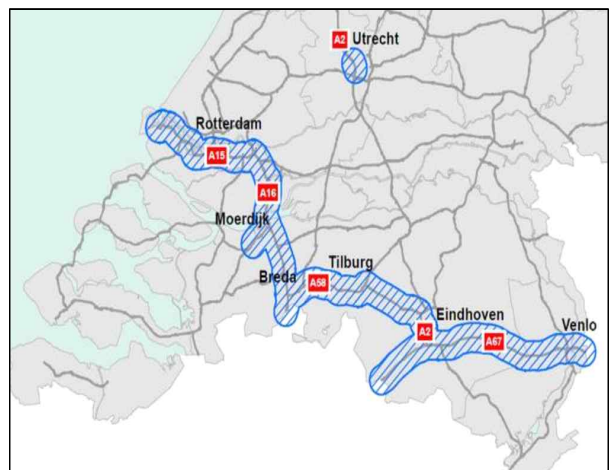 A2 Utrecht
Rotterdam
A15
A16
Moerdijk
Breda
Tilburg
A58
Eindhoven
A2
Venlo
A67